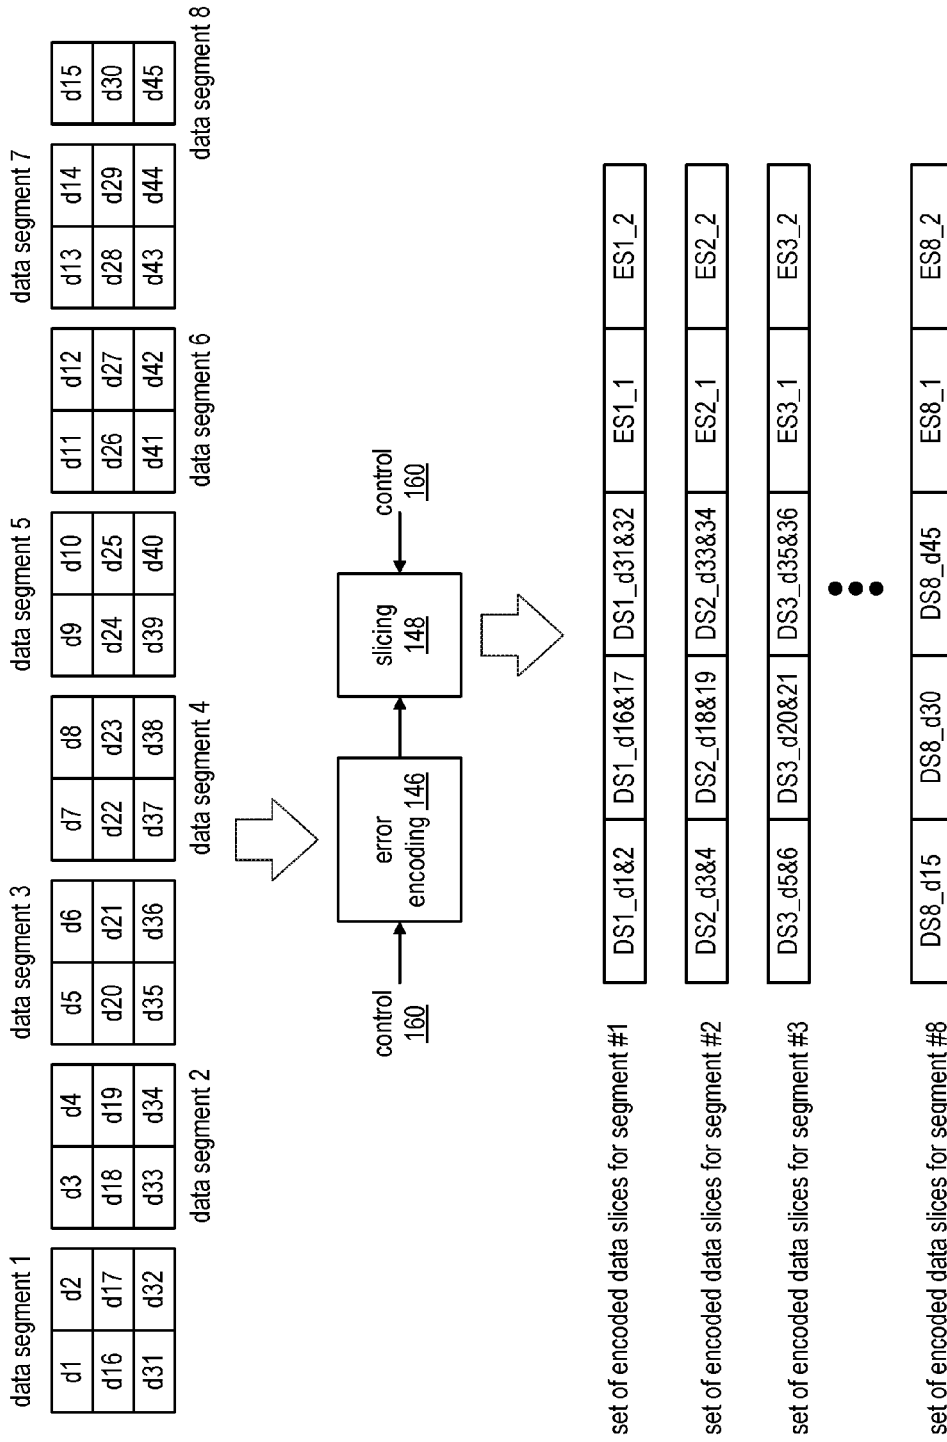 data segment 1
data segment 3
data segment 5
data segment 7
d1 d2 d3 d4 d5 d6 d7 d8 d9 d10 d11 d12 d13 d14 d15
d16 d17 d18 d19 d20 d21 d22 d23 d24 d25 d26 d27 d28 d29 d30
d31 d32 d33 d34 d35 d36 d37 d38 d39 d40 d41 d42 d43 d44 d45
data segment 2
data segment 4
data segment 6
data segment 8
control
160
error
encoding 146
slicing
148
control
160
set of encoded data slices for segment #1 DS1_d1&2 DS1_d16&17 DS1_d31&32 ES1_1 ES1_2
set of encoded data slices for segment #2 DS2_d3&4 DS2_d18&19 DS2_d33&34 ES2_1 ES2_2
set of encoded data slices for segment #3 DS3_d5&6 DS3_d20&21 DS3_d35&36 ES3_1 ES3_2
set of encoded data slices for segment #8 DS8_d15 DS8_d30 DS8_d45 ES8_1 ES8_2